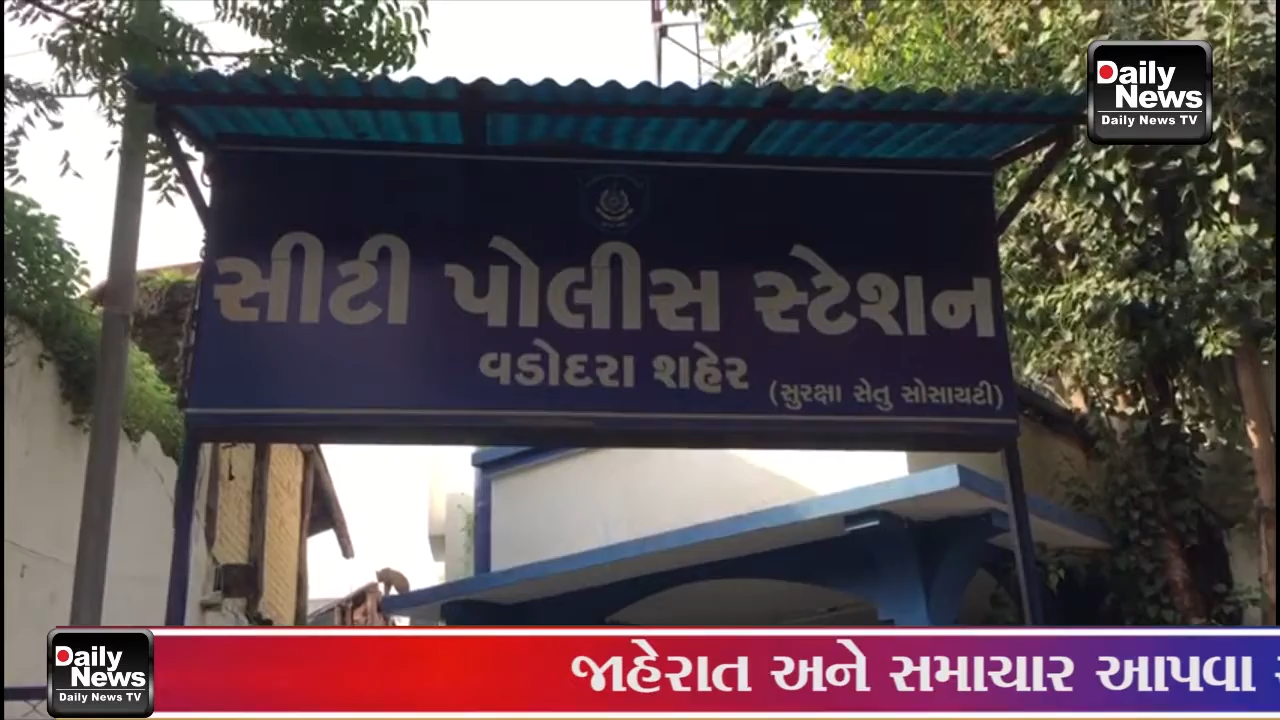 Daily
News
Daily News TV
સીટી પોલીસ સ્ટેશન
વડોદરા શહેર
(સુરક્ષા સેતુ સોસાયટી)
Daily
News
Daily News TV
જાહેરાત અને સમાચાર આપવા